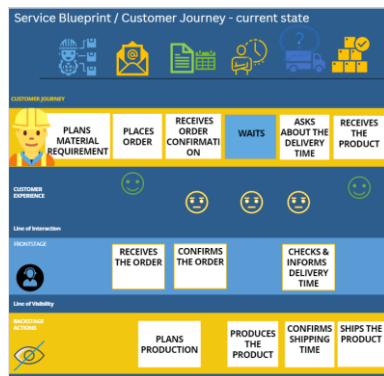 Service Blueprint / Customer Journey - current state
@
?
CUSTOMER JOURNEY
PLANS
MATERIAL
REQUIREMENT
PLACES
ORDER
RECEIVES
ORDER
CONFIRMATI
ON
WAITS
ASKS
ABOUT THE
DELIVERY
TIME
RECEIVES
THE
PRODUCT
CUSTOMER
EXPERIENCE
Line of Interaction
FRONTSTAGE
RECEIVES
THE ORDER
CONFIRMS
THE ORDER
CHECKS &
INFORMS
DELIVERY
TIME
Line of Visibility
BACKSTAGE
ACTIONS
PLANS
PRODUCTION
PRODUCES
THE
PRODUCT
CONFIRMS
SHIPPING
TIME
SHIPS THE
PRODUCT